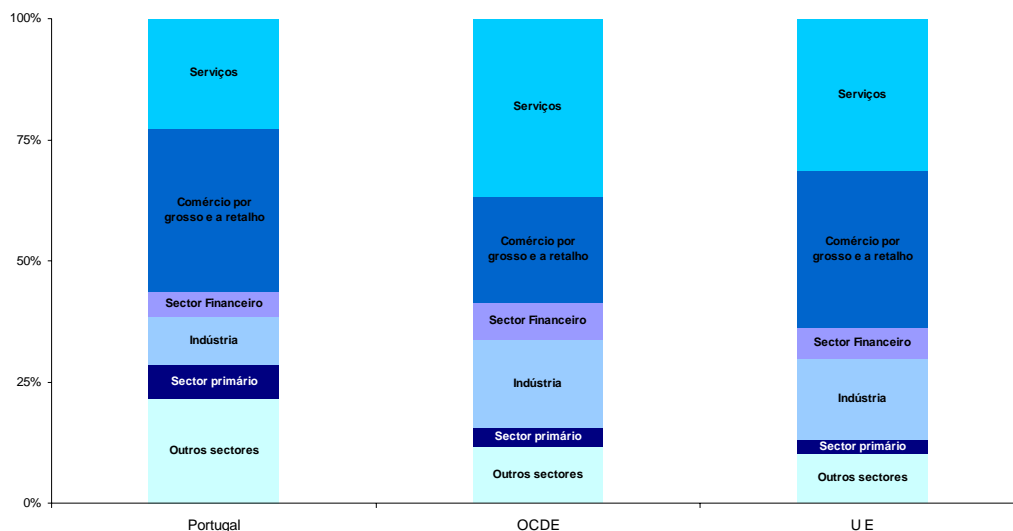 100%
75%
50%
25%
0%
Serviços
Comércio por
grosso e a retalho
Sector Financeiro
Indústria
Sector primário
Outros sectores
Serviços
Comércio por
grosso e a retalho
Sector Financeiro
Indústria
Sector primário
Outros sectores
Serviços
Comércio por
grosso e a retalho
Sector Financeiro
Indústria
Sector primário
Outros sectores
Portugal
OCDE
U E